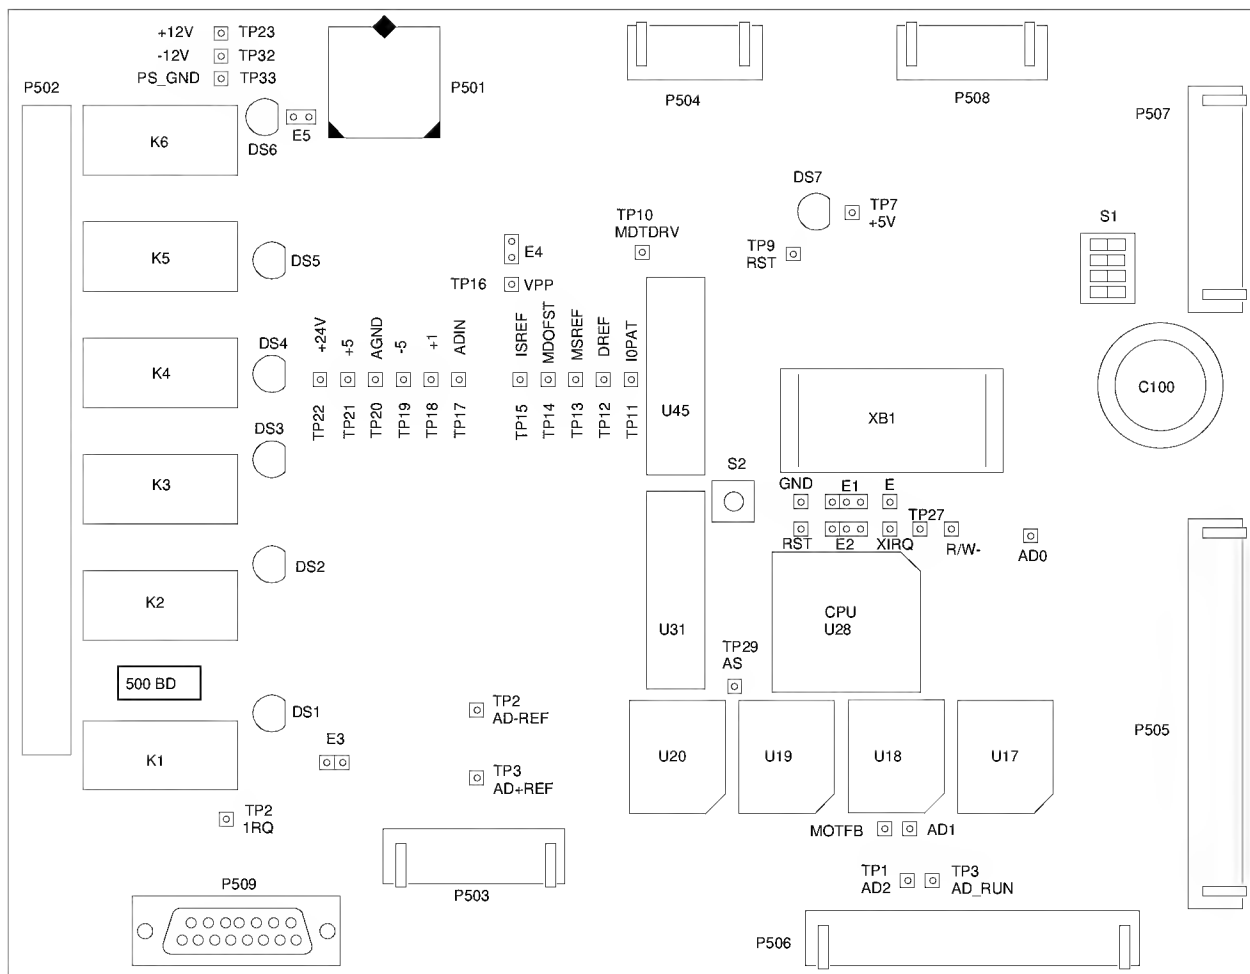 +12V TP23
-12V TP32
PS_GND TP33
P502
P501
P504
P508
P507
K6
DS6
E5
DS7
TP7
+5V
S1
TP10
MDTDRV
TP9
RST
K5
DS5
E4
TP16 VPP
+24V
+5
AGND
-5
+1
ADIN
ISREF
MDOFST
MSREF
DREF
I0PAT
TP22
TP21
TP20
TP19
TP18
TP17
TP15
TP14
TP13
TP12
TP11
DS4
K4
U45
XB1
C100
DS3
K3
S2
GND E1 E
TP27
RST E2 XIRQ R/W-
AD0
DS2
K2
U31
CPU
U28
TP29
AS
500 BD
DS1
TP2
AD-REF
E3
K1
TP3
AD+REF
U20
U19
U18
U17
P505
TP2
1RQ
MOTFB AD1
TP1
AD2
TP3
AD_RUN
P509
P503
P506